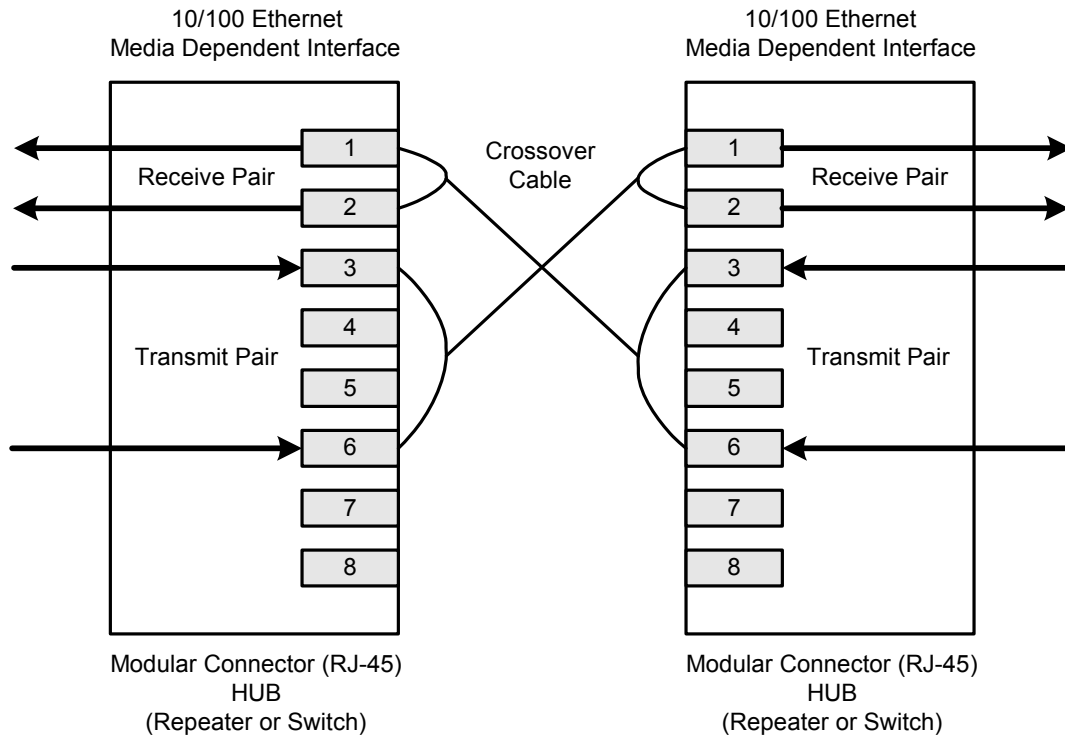 10/100 Ethernet
Media Dependent Interface
10/100 Ethernet
Media Dependent Interface
1
Receive Pair
2
3
4
Transmit Pair
5
6
7
8
Crossover
Cable
1
Receive Pair
2
3
4
Transmit Pair
5
6
7
8
Modular Connector (RJ-45)
HUB
(Repeater or Switch)
Modular Connector (RJ-45)
HUB
(Repeater or Switch)